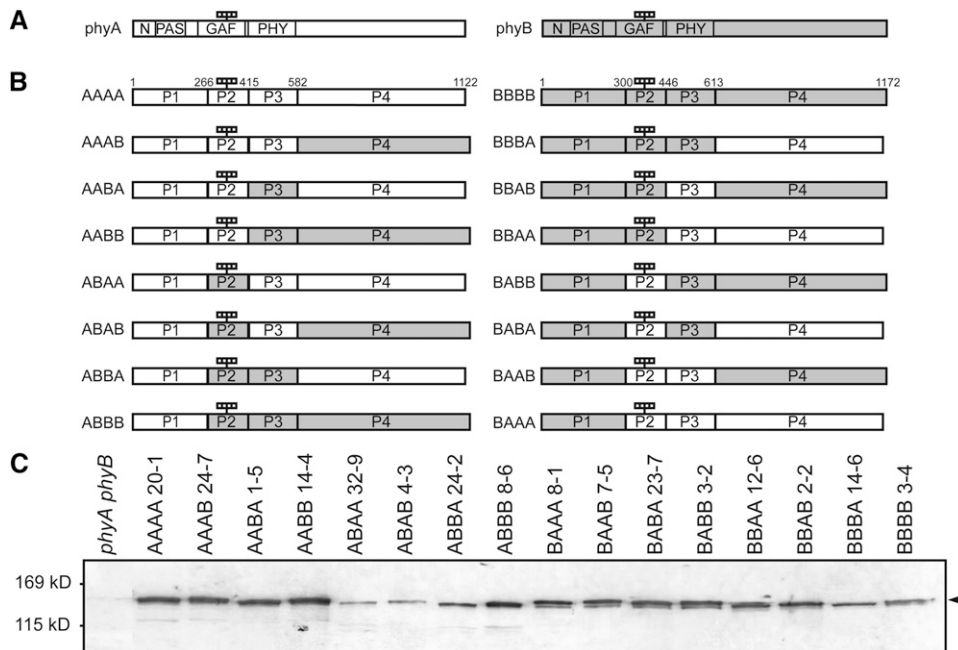 A
phyA N PAS GAF PHY
phyB N PAS GAF PHY
B
1 266 415 582 1122
AAAA P1 P2 P3 P4
1 300 446 613 1172
BBBB P1 P2 P3 P4
AAAB P1 P2 P3 P4
BBBA P1 P2 P3 P4
AABA P1 P2 P3 P4
BBAB P1 P2 P3 P4
AABB P1 P2 P3 P4
BBAA P1 P2 P3 P4
ABAA P1 P2 P3 P4
BABB P1 P2 P3 P4
ABAB P1 P2 P3 P4
BABA P1 P2 P3 P4
ABBA P1 P2 P3 P4
BAAB P1 P2 P3 P4
ABBB P1 P2 P3 P4
BAAA P1 P2 P3 P4
C
phyA phyB
AAAA 20-1
AAAB 24-7
AABA 1-5
AABB 14-4
ABAA 32-9
ABAB 4-3
ABBA 24-2
ABBB 8-6
BAAA 8-1
BAAB 7-5
BABA 23-7
BABB 3-2
BBAA 12-6
BBAB 2-2
BBBA 14-6
BBBB 3-4
169 kD
115 kD